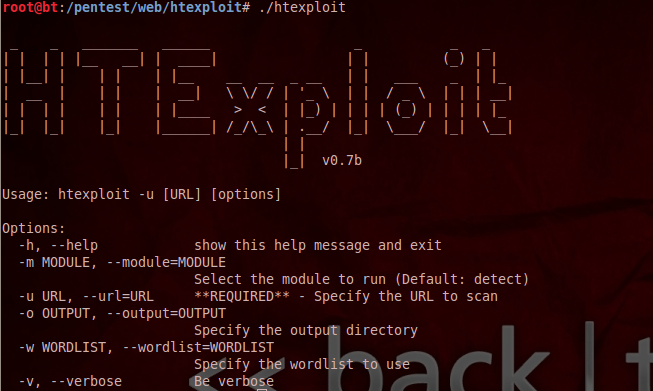 root@bt:/pentest/web/htexploit# ./htexploit
HTExploit
v0.7b
Usage: htexploit -u [URL] [options]
Options:
-h, --help show this help message and exit
-m MODULE, --module=MODULE
Select the module to run (Default: detect)
-u URL, --url=URL **REQUIRED** - Specify the URL to scan
-o OUTPUT, --output=OUTPUT
Specify the output directory
-w WORDLIST, --wordlist=WORDLIST
Specify the wordlist to use
-v, --verbose Be verbose
<< back | t